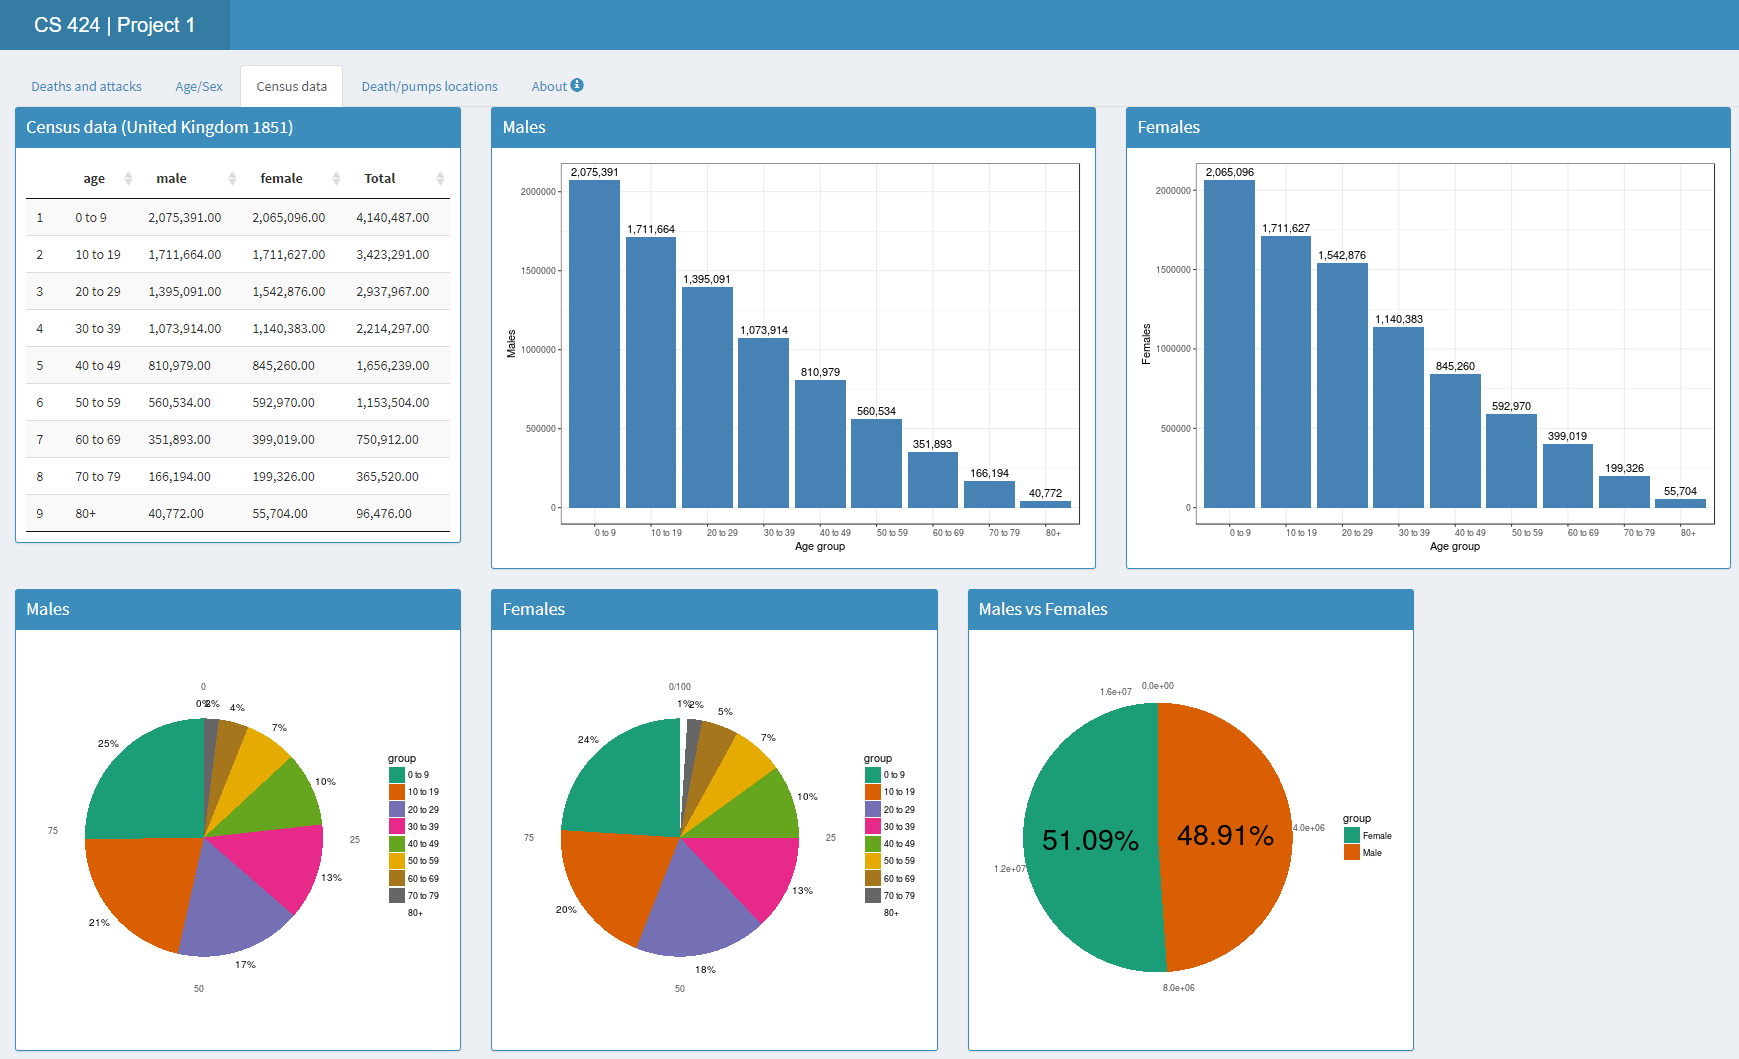 CS 424 | Project 1
Deaths and attacks
Age/Sex
Census data
Death/pumps locations
About
Census data (United Kingdom 1851)
age male female Total
1 0 to 9 2,075,391.00 2,065,096.00 4,140,487.00
2 10 to 19 1,711,664.00 1,711,627.00 3,423,291.00
3 20 to 29 1,395,091.00 1,542,876.00 2,937,967.00
4 30 to 39 1,073,914.00 1,140,383.00 2,214,297.00
5 40 to 49 810,979.00 845,260.00 1,656,239.00
6 50 to 59 560,534.00 592,970.00 1,153,504.00
7 60 to 69 351,893.00 399,019.00 750,912.00
8 70 to 79 166,194.00 199,326.00 365,520.00
9 80+ 40,772.00 55,704.00 96,476.00
Males
2,075,391
1,711,664
1,395,091
1,073,914
810,979
560,534
351,893
166,194
40,772
2000000
1500000
1000000
500000
0
Males
0 to 9 10 to 19 20 to 29 30 to 39 40 to 49 50 to 59 60 to 69 70 to 79 80+
Age group
Females
2,065,096
1,711,627
1,542,876
1,140,383
845,260
592,970
399,019
199,326
55,704
2000000
1500000
1000000
500000
0
Females
0 to 9 10 to 19 20 to 29 30 to 39 40 to 49 50 to 59 60 to 69 70 to 79 80+
Age group
Males
0
0%
2%
4%
7%
10%
25
13%
17%
50
21%
75
25%
group
0 to 9
10 to 19
20 to 29
30 to 39
40 to 49
50 to 59
60 to 69
70 to 79
80+
Females
0/100
1%
2%
5%
7%
10%
25
13%
18%
50
20%
75
24%
group
0 to 9
10 to 19
20 to 29
30 to 39
40 to 49
50 to 59
60 to 69
70 to 79
80+
Males vs Females
1.6e+07
0.0e+00
4.0e+06
8.0e+06
1.2e+07
51.09%
48.91%
group
Female
Male